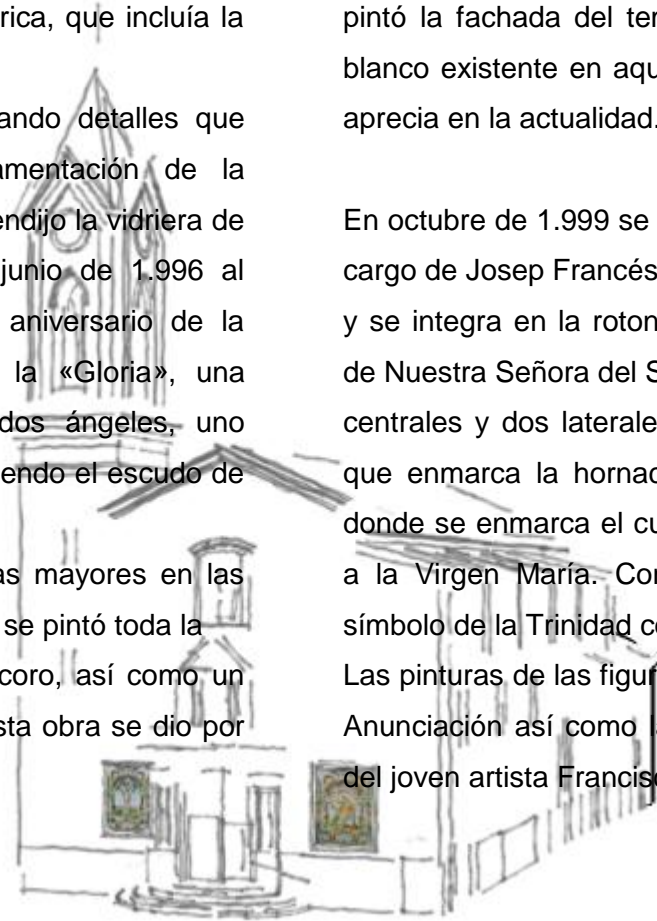 rica, que incluía la
ando detalles que
amentación de la
endijo la vidriera de
junio de 1.996 al
aniversario de la
la «Gloria», una
dos ángeles, uno
endo el escudo de
as mayores en las
se pintó toda la
coro, así como un
sta obra se dio por
pintó la fachada del ter
blanco existente en aqu
aprecia en la actualidad.
En octubre de 1.999 se
cargo de Josep Francés
y se integra en la roton
de Nuestra Señora del S
centrales y dos laterale
que enmarca la hornac
donde se enmarca el cu
a la Virgen María. Con
símbolo de la Trinidad co
Las pinturas de las figur
Anunciación así como la
del joven artista Francisc